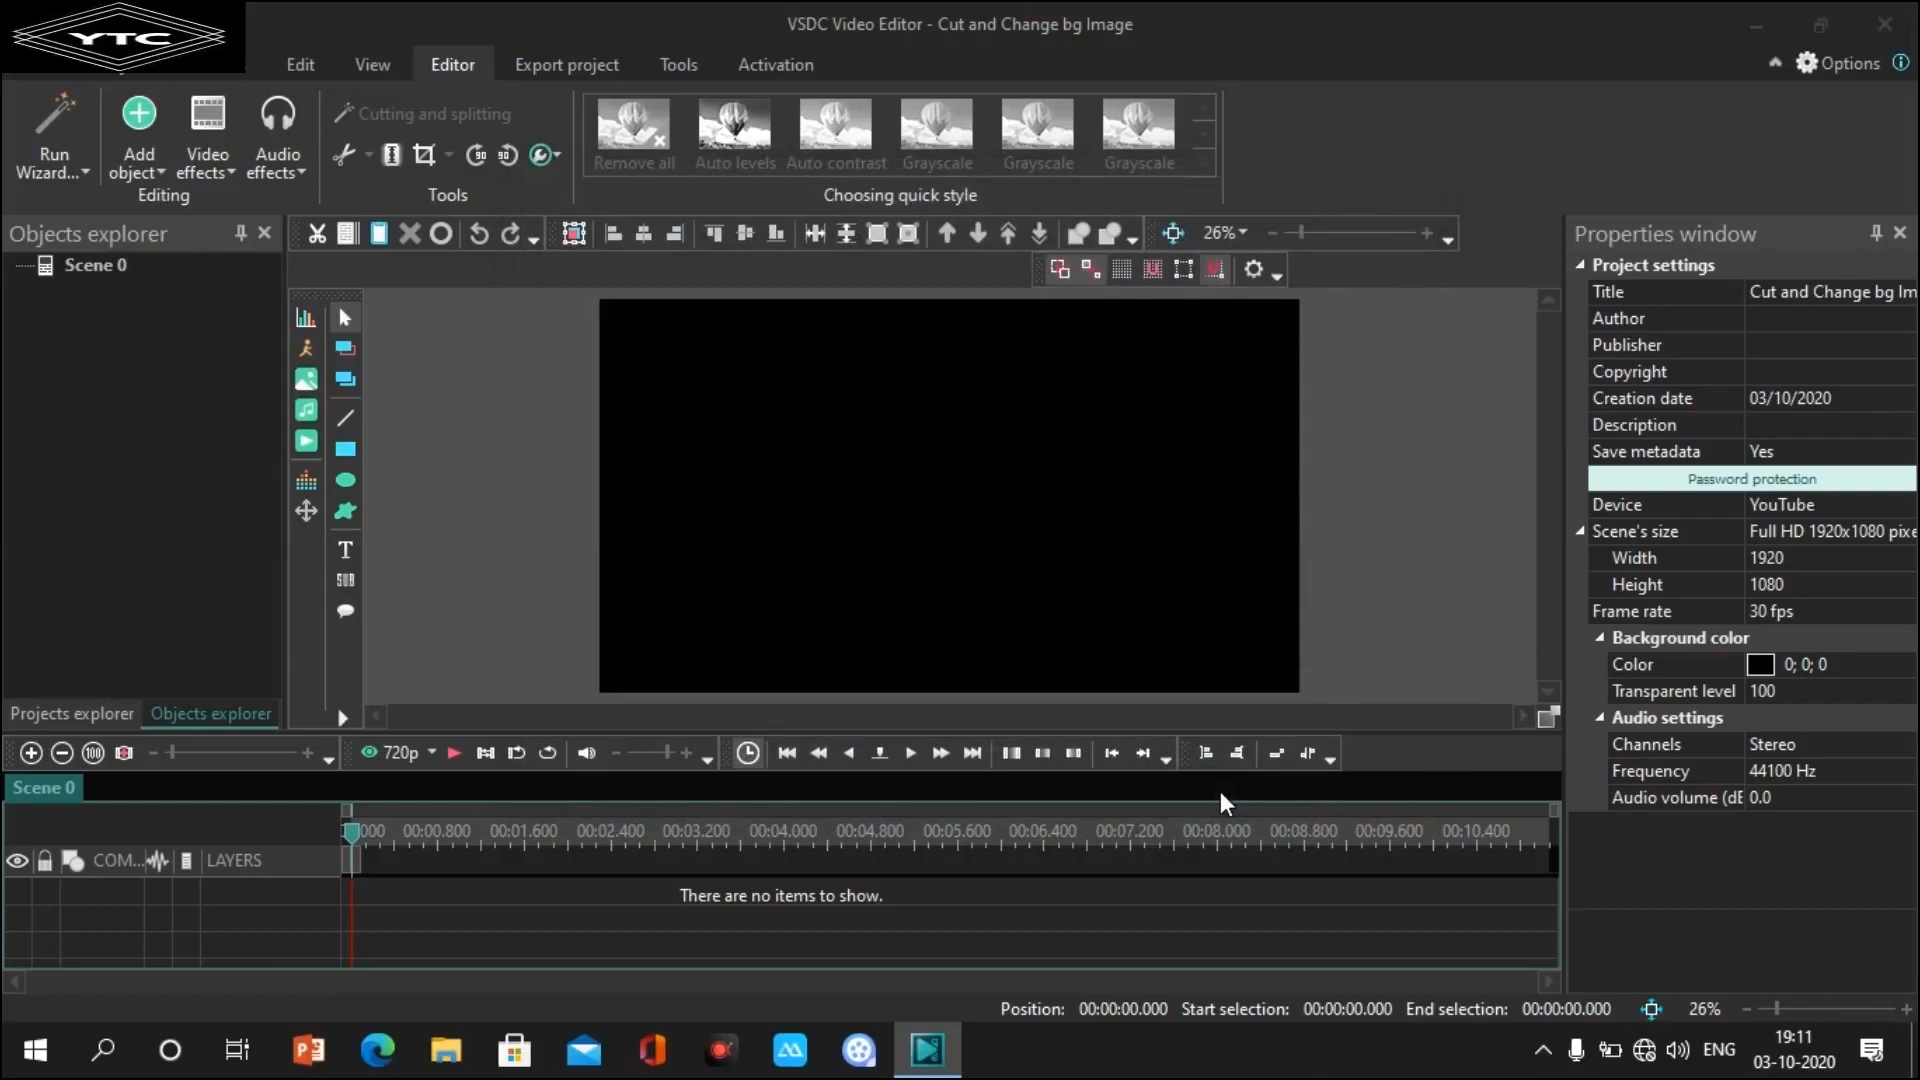 YTC
VSDC Video Editor - Cut and Change bg Image
Edit
View
Editor
Export project
Tools
Activation
Options
Run
Wizard...
Add
object
Video
effects
Audio
effects
Editing
Cutting and splitting
90
90
Tools
Remove all
Auto levels
Auto contrast
Grayscale
Grayscale
Grayscale
Choosing quick style
Objects explorer
26%
Properties window
Scene 0
Project settings
Title Cut and Change bg Im
Author
Publisher
Copyright
Creation date 03/10/2020
Description
Save metadata Yes
Password protection
Device YouTube
Scene's size Full HD 1920x1080 pixe
Width 1920
Height 1080
Frame rate 30 fps
Background color
Color 0; 0; 0
Transparent level 100
Audio settings
Channels Stereo
Frequency 44100 Hz
Audio volume (dB 0.0
T
SUB
Projects explorer
Objects explorer
100
720p
Scene 0
000 00:00.800 00:01.600 00:02.400 00:03.200 00:04.000 00:04.800 00:05.600 00:06.400 00:07.200 00:08.000 00:08.800 00:09.600 00:10.400
COM... LAYERS
There are no items to show.
Position: 00:00:00.000 Start selection: 00:00:00.000 End selection: 00:00:00.000 26%
ENG
19:11
03-10-2020